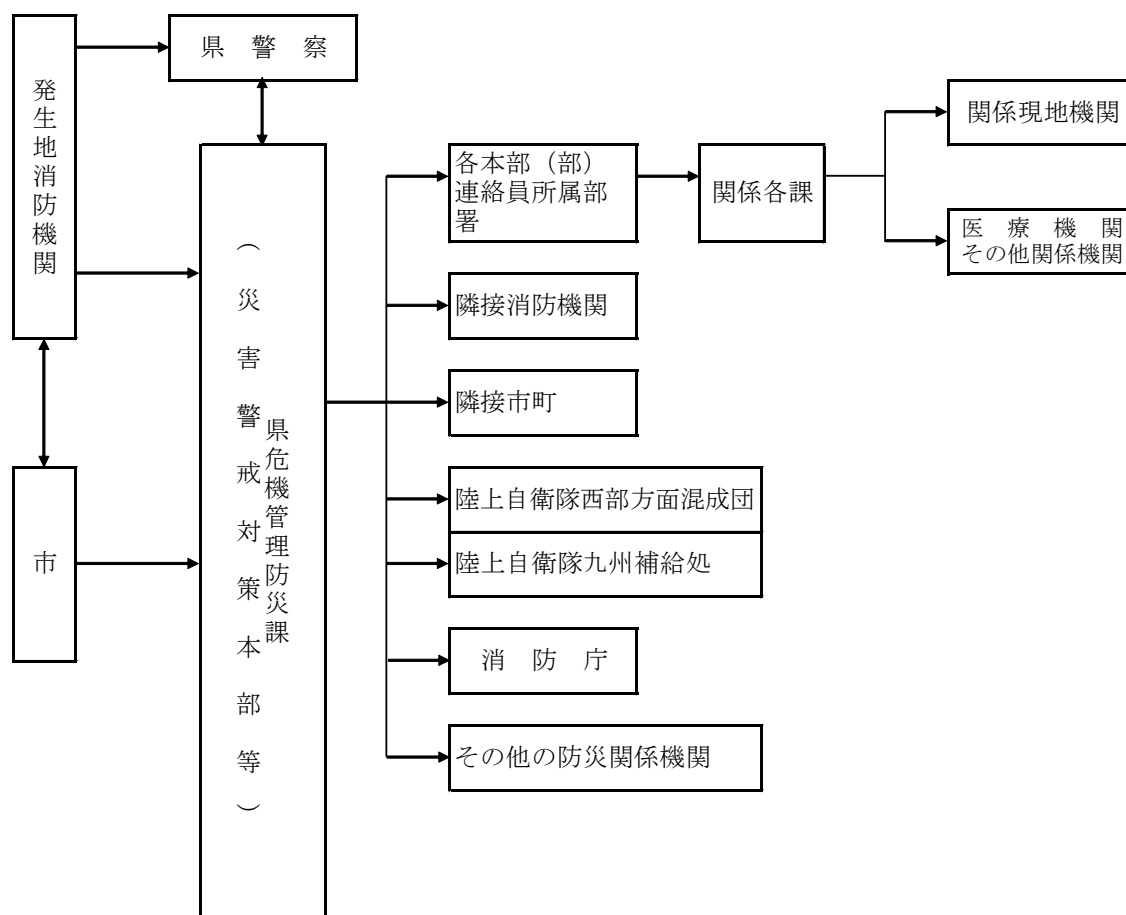 県　警　察
発生地消防機関
関係現地機関
各本部（部）
連絡員所属部
署
関係各課
医　療　機　関
その他関係機関
県危機管理防災課
（災害警戒対策本部等）
隣接消防機関
隣接市町
市
陸上自衛隊西部方面混成団
陸上自衛隊九州補給処
消　防　庁
その他の防災関係機関